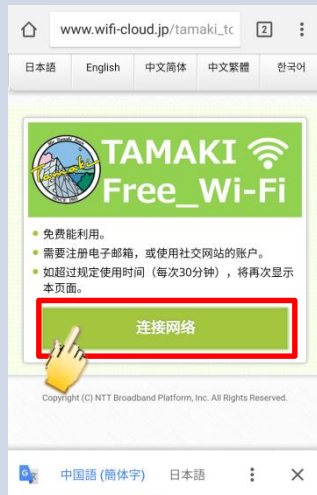 www.wifi-cloud.jp/tamaki_tc
2
日本語 English 中文简体 中文繁體 한국어
TAMAKI
Free_Wi-Fi
Tamaki
免费能利用。
需要注册电子邮箱，或使用社交网站的账户。
如超过规定使用时间（每次30分钟），将再次显示
本页面。
连接网络
Copyright (C) NTT Broadband Platform, Inc. All Rights Reserved.
中国語 (簡体字) 日本語